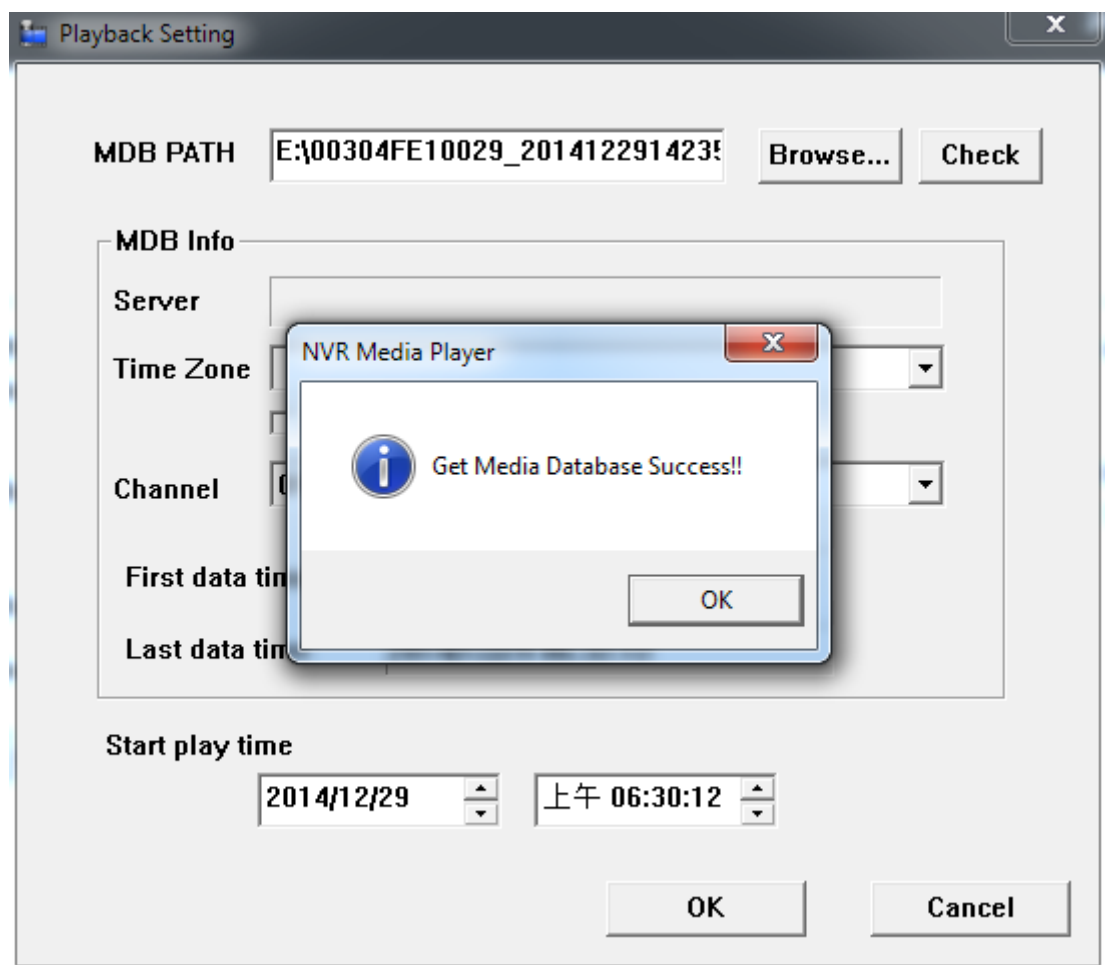 Playback Setting
MDB PATH E:\00304FE10029_2014122914235 Browse... Check
MDB Info
Server
NVR Media Player
Time Zone
Get Media Database Success!!
Channel
First data tim
OK
Last data tim
Start play time
2014/12/29 上午 06:30:12
OK Cancel